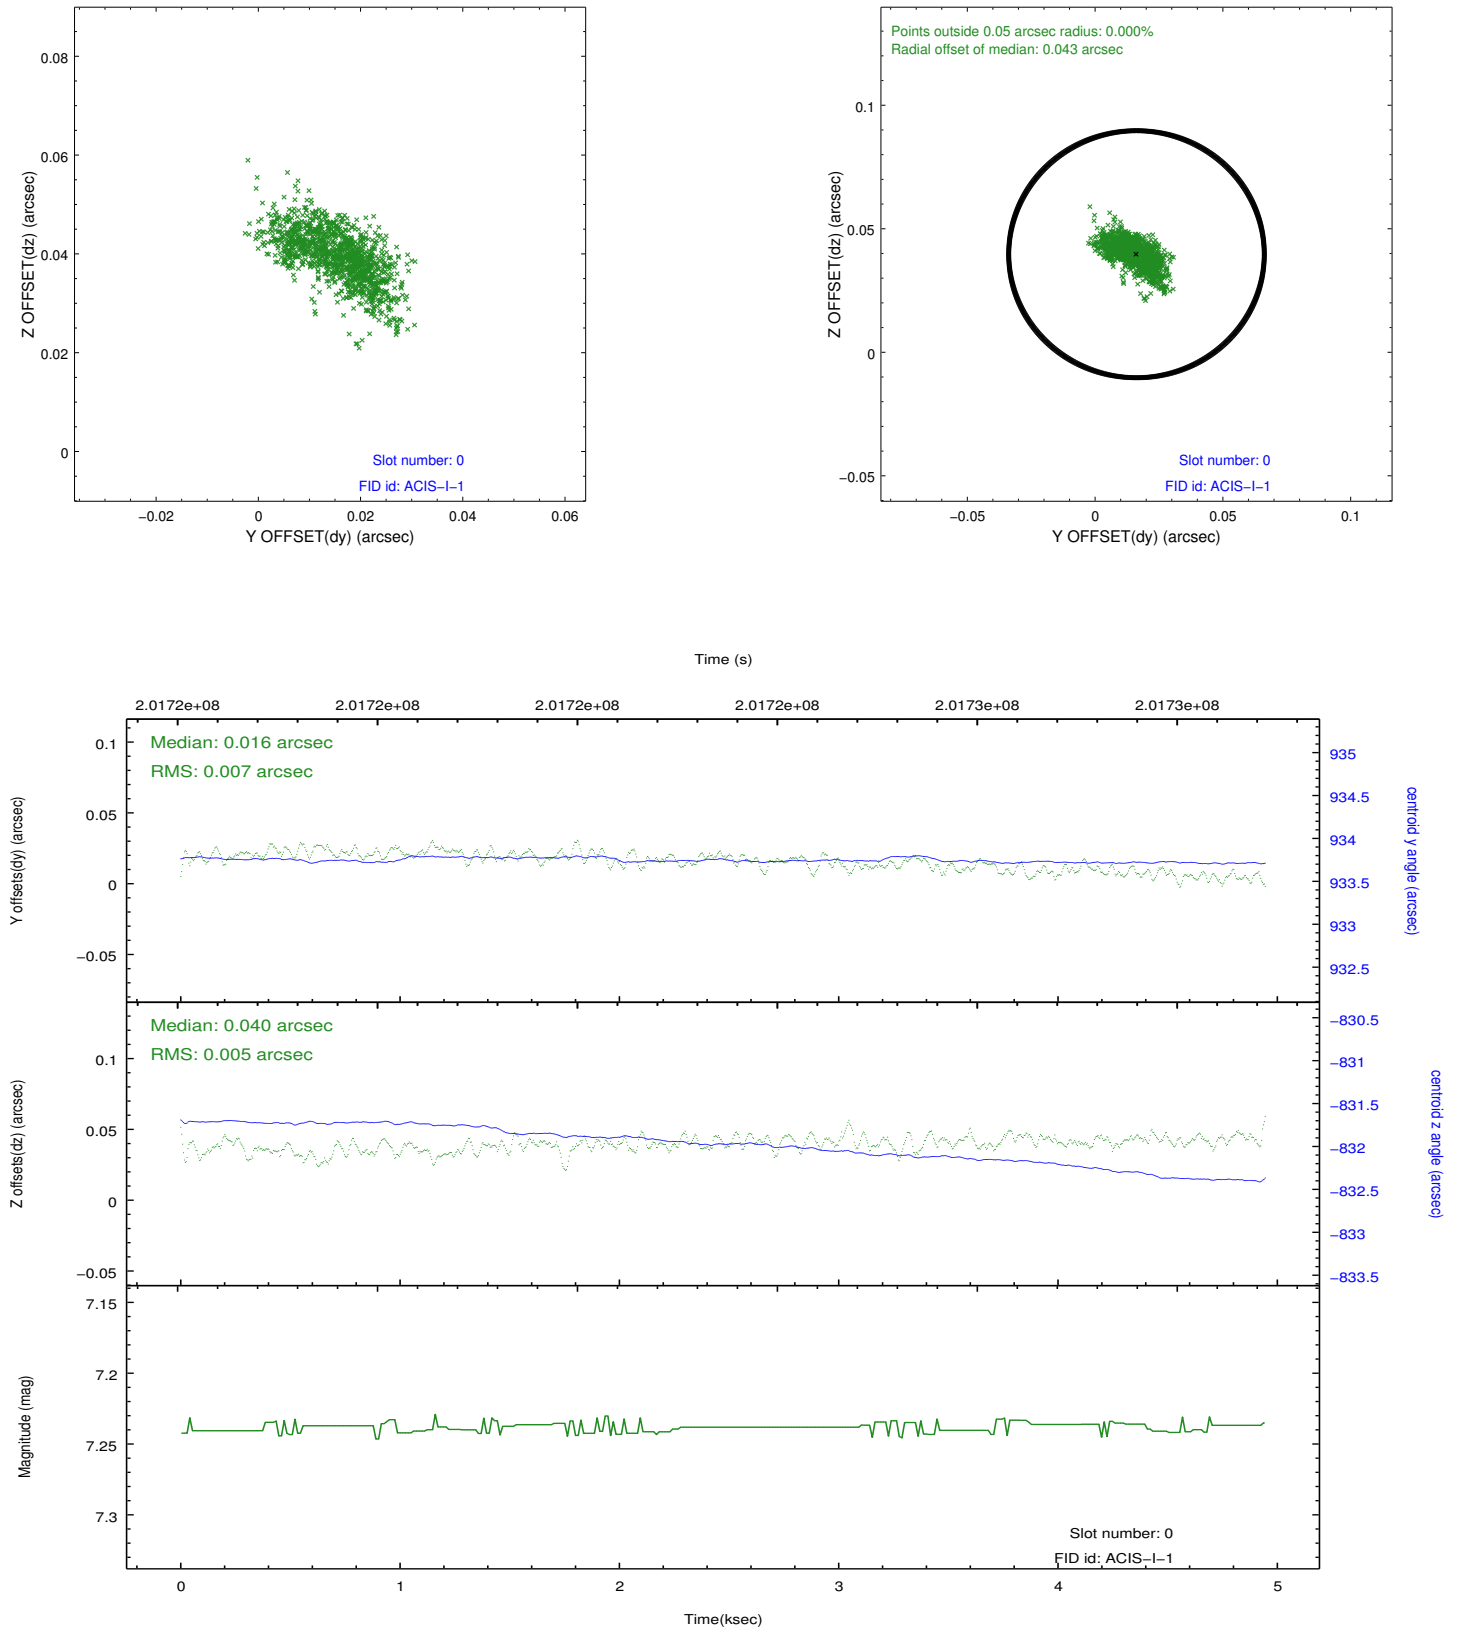 0.08
0.06
0.04
0.02
0
Z OFFSET(dz) (arcsec)
Slot number: 0
FID id: ACIS−I−1
−0.02 0 0.02 0.04 0.06
Y OFFSET(dy) (arcsec)
Points outside 0.05 arcsec radius: 0.000%
Radial offset of median: 0.043 arcsec
0.1
0.05
0
−0.05
Z OFFSET(dz) (arcsec)
Slot number: 0
FID id: ACIS−I−1
−0.05 0 0.05 0.1
Y OFFSET(dy) (arcsec)
Time (s)
2.0172e+08 2.0172e+08 2.0172e+08 2.0172e+08 2.0173e+08 2.0173e+08
Median: 0.016 arcsec
RMS: 0.007 arcsec
0.1
0.05
0
−0.05
Y offsets(dy) (arcsec)
935
934.5
934
933.5
933
932.5
centroid y angle (arcsec)
Median: 0.040 arcsec
RMS: 0.005 arcsec
0.1
0.05
0
−0.05
Z offsets(dz) (arcsec)
−830.5
−831
−831.5
−832
−832.5
−833
−833.5
centroid z angle (arcsec)
7.15
7.2
7.25
7.3
Magnitude (mag)
Slot number: 0
FID id: ACIS−I−1
0 1 2 3 4 5
Time(ksec)